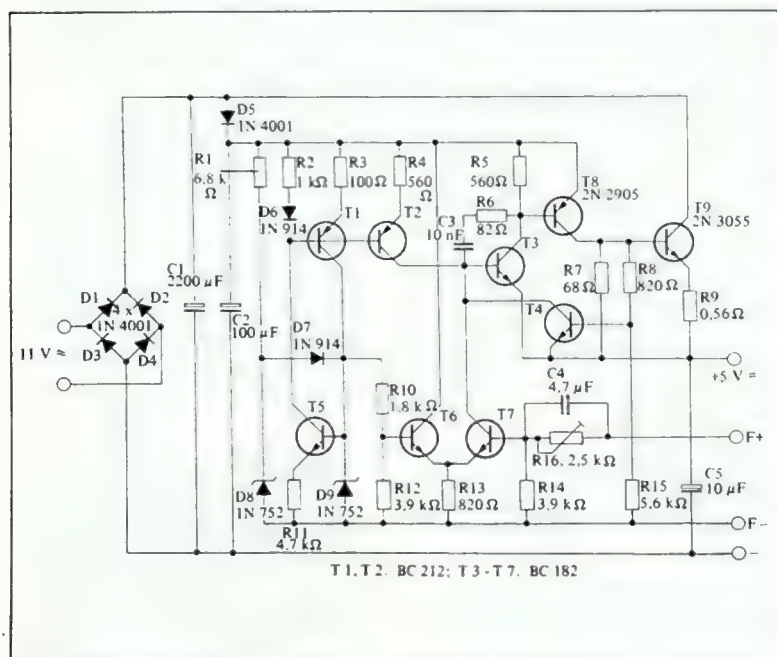 D5
1N 4001
R1
6,8 k
Ω
R2
1 kΩ
R3
100Ω
R4
560
Ω
R5
560Ω
T8
2N 2905
R6
82Ω
C3
10 nF
D6
1N 914
T1
T2
T3
T9
2N 3055
C1
2200 µF
R7
68Ω
R8
820Ω
D1
D2
4 x
1N 4001
D3
D4
C2
100 µF
T4
R9
0,56Ω
11 V ≈
D7
1N 914
+5 V =
C4
4,7 µF
R10
1,8 kΩ
T5
T6
T7
F+
R16, 2,5 kΩ
D8
1N 752
D9
1N 752
R12
3,9 kΩ
R13
820Ω
R14
3,9 kΩ
R15
5,6 kΩ
C5
10 µF
R11
4,7 kΩ
F−
−
T 1, T 2. BC 212; T 3 - T 7. BC 182